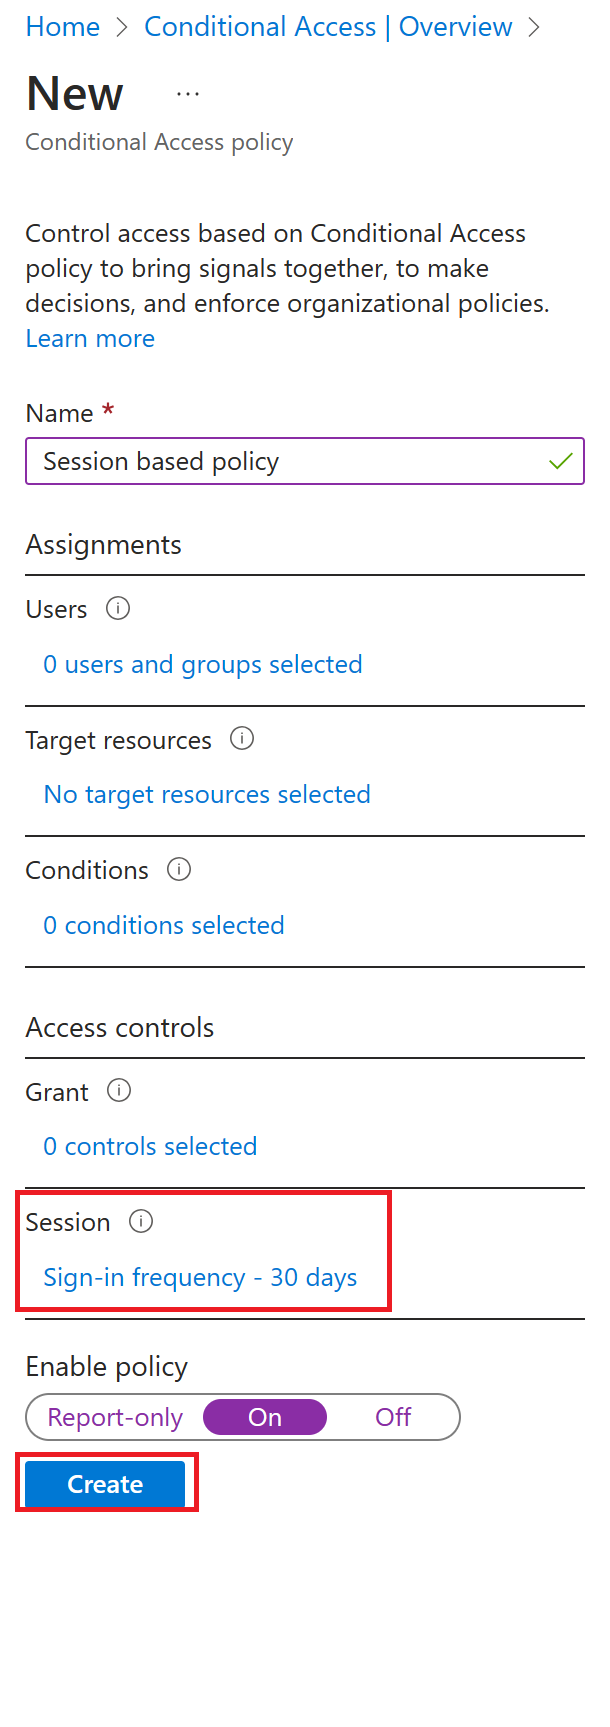 Home > Conditional Access | Overview >
New ...
Conditional Access policy
Control access based on Conditional Access
policy to bring signals together, to make
decisions, and enforce organizational policies.
Learn more
Name *
Session based policy
Assignments
Users
0 users and groups selected
Target resources
No target resources selected
Conditions
0 conditions selected
Access controls
Grant
0 controls selected
Session
Sign-in frequency - 30 days
Enable policy
Report-only On Off
Create